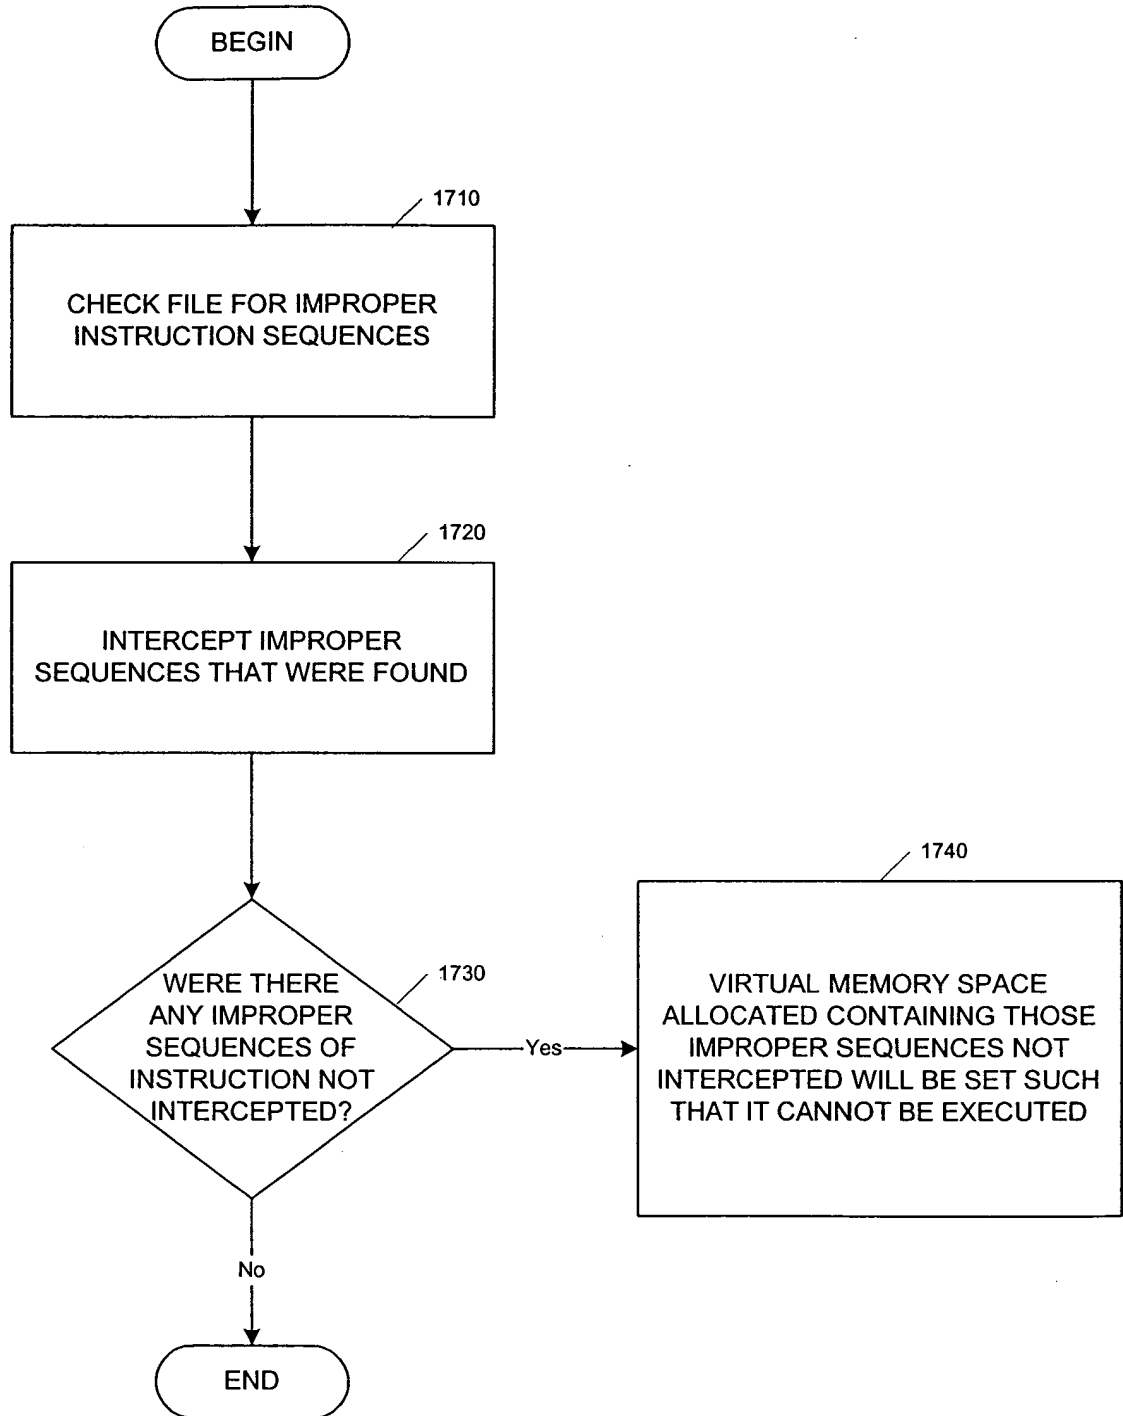 BEGIN
1710
CHECK FILE FOR IMPROPER
INSTRUCTION SEQUENCES
1720
INTERCEPT IMPROPER
SEQUENCES THAT WERE FOUND
1730
WERE THERE
ANY IMPROPER
SEQUENCES OF
INSTRUCTION NOT
INTERCEPTED?
Yes
1740
VIRTUAL MEMORY SPACE
ALLOCATED CONTAINING THOSE
IMPROPER SEQUENCES NOT
INTERCEPTED WILL BE SET SUCH
THAT IT CANNOT BE EXECUTED
No
END